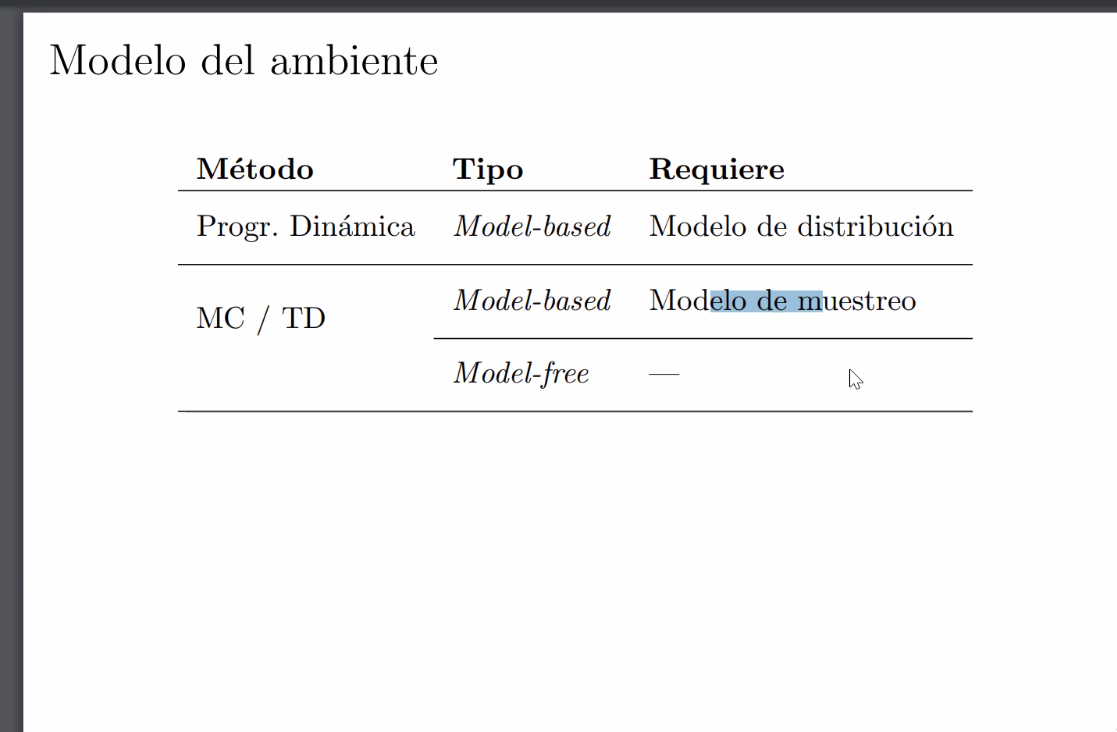 Modelo del ambiente
Método Tipo Requiere
Progr. Dinámica Model-based Modelo de distribución
MC / TD Model-based Modelo de muestreo
Model-free —